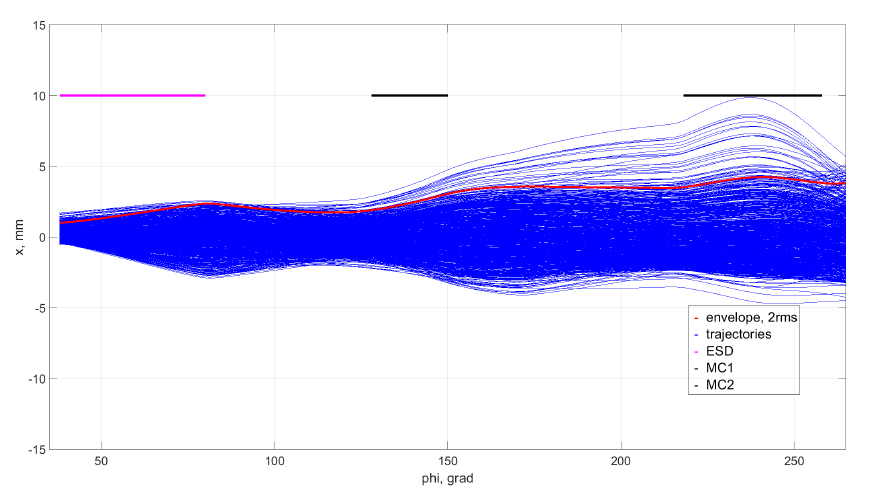 15
10
5
0
-5
-10
-15
x, mm
50
100
150
200
250
phi, grad
envelope, 2rms
trajectories
ESD
MC1
MC2